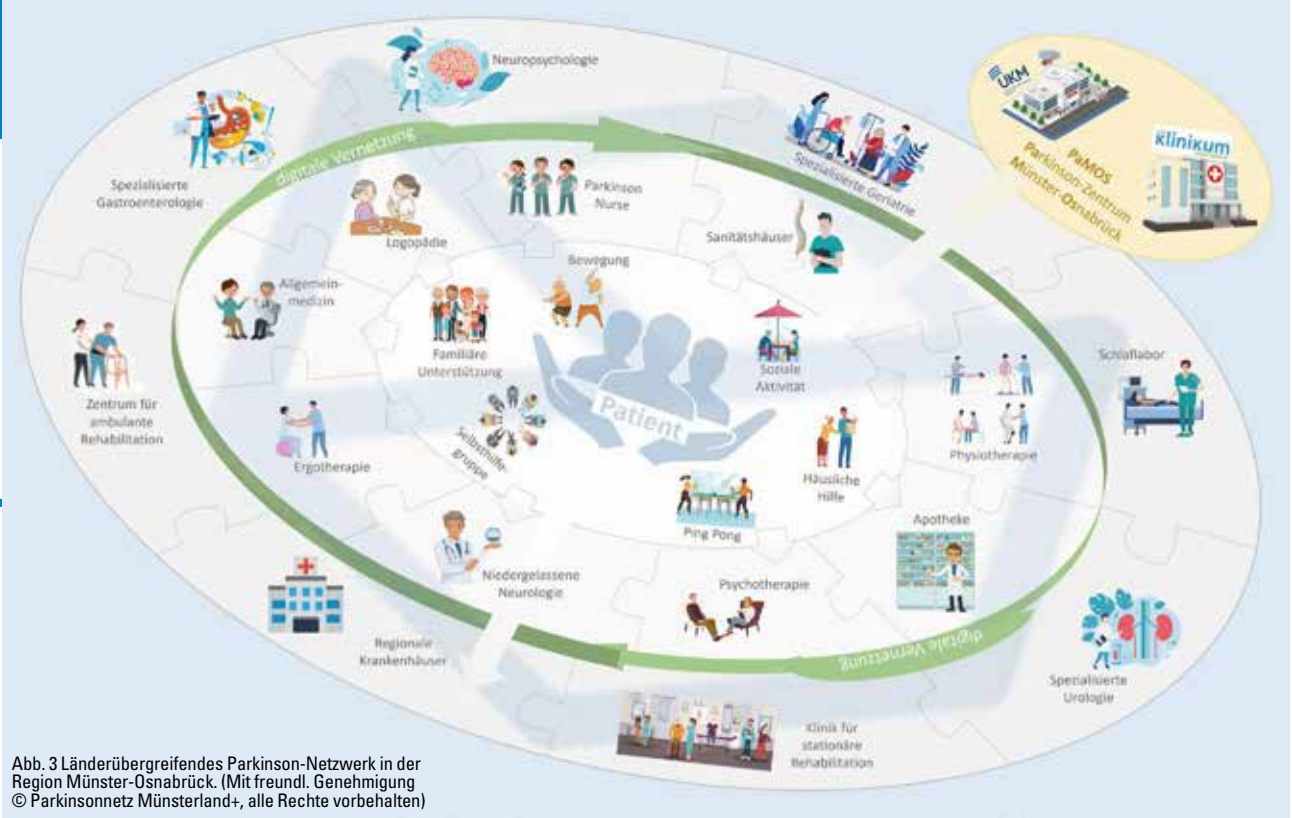 Neuropsychologie
UKM
klinikum
PaMOS
Parkinson-Zentrum
Münster-Osnabrück
digitale Vernetzung
Spezialisierte Geriatrie
Spezialisierte
Gastroenterologie
Parkinson
Nurse
Logopädie
Sanitätshäuser
Bewegung
Allgemein-
medizin
Familiäre
Unterstützung
Soziale
Aktivität
Schlaflabor
Patient
Zentrum für
ambulante
Rehabilitation
Selbsthilfe-
gruppe
Ergotherapie
Physiotherapie
Häusliche
Hilfe
Ping Pong
Apotheke
Niedergelassene
Neurologie
Psychotherapie
digitale Vernetzung
Regionale
Krankenhäuser
Spezialisierte
Urologie
Klinik für
stationäre
Rehabilitation
Abb. 3 Länderübergreifendes Parkinson-Netzwerk in der
Region Münster-Osnabrück. (Mit freundl. Genehmigung
© Parkinsonnetz Münsterland+, alle Rechte vorbehalten)